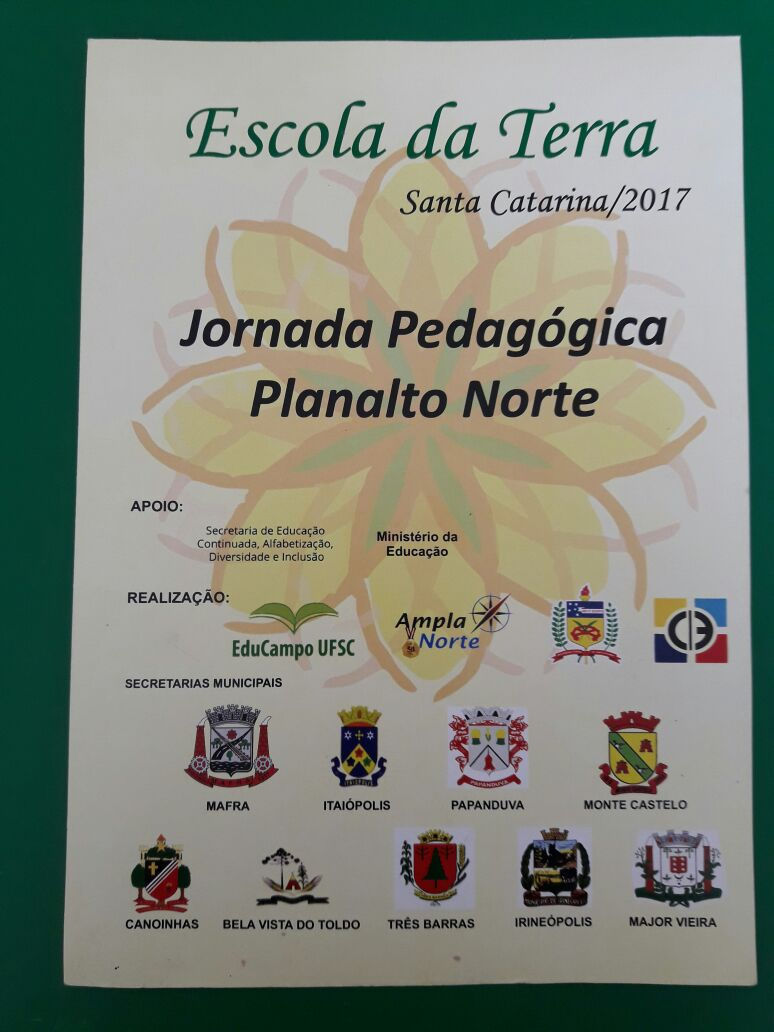 Escola da Terra
Santa Catarina/2017
Jornada Pedagógica
Planalto Norte
APOIO:
Secretaria de Educação
Continuada, Alfabetização,
Diversidade e Inclusão
Ministério da
Educação
REALIZAÇÃO:
EduCampo UFSC
Ampla
Norte
SECRETARIAS MUNICIPAIS
MAFRA
ITAIÓPOLIS
PAPANDUVA
PAPANDUVA
MONTE CASTELO
CANOINHAS
BELA VISTA DO TOLDO
TRÊS BARRAS
IRINEÓPOLIS
MAJOR VIEIRA